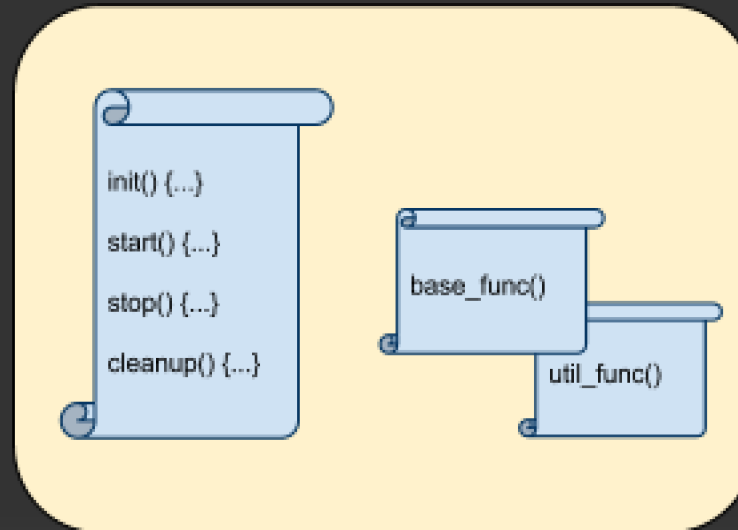 init() {...}
start() {...}
stop() {...}
cleanup() {...}
base_func()
util_func()